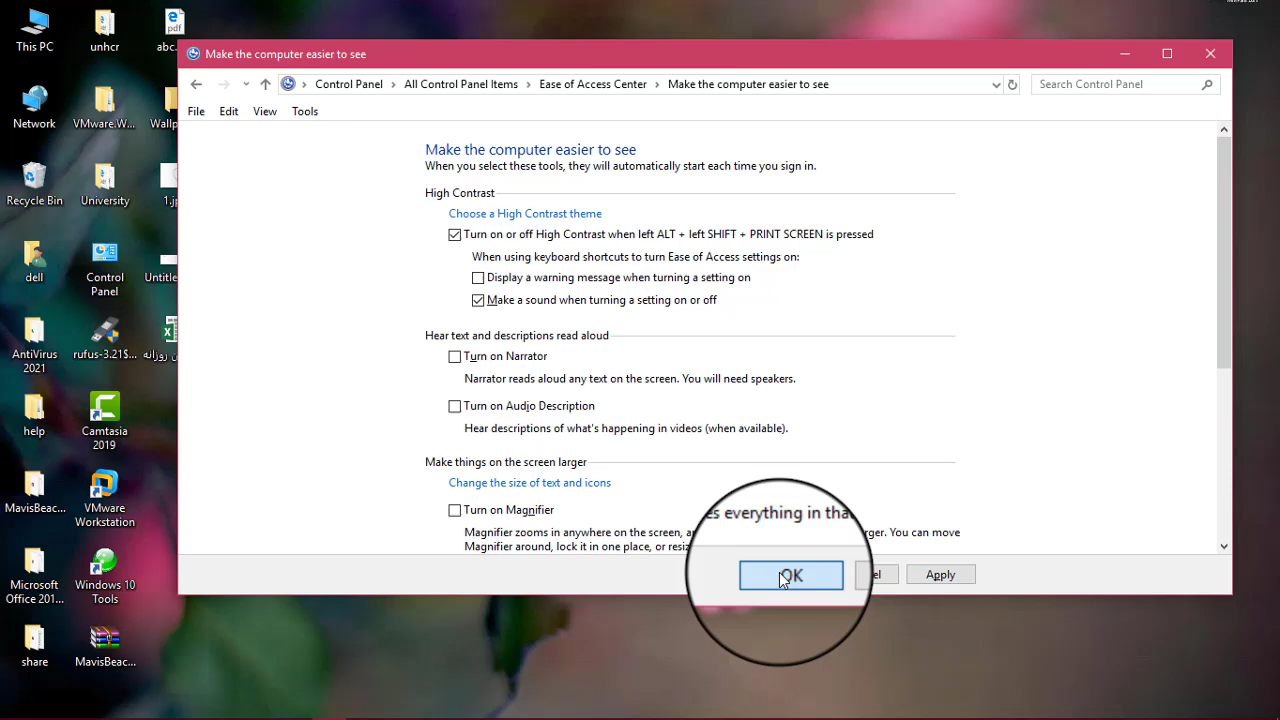 This PC
unhcr
abc.
pdf
Network
VMware.W...
Wallp
Recycle Bin
University
1.jp
dell
Control
Panel
Untitle
AntiVirus
2021
rufus-3.21$...
ن روزانه
help
Camtasia
2019
MavisBeac...
VMware
Workstation
Microsoft
Office 201...
Windows 10
Tools
share
MavisBeac...
Make the computer easier to see
Control Panel
All Control Panel Items
Ease of Access Center
Make the computer easier to see
Search Control Panel
File Edit View Tools
Make the computer easier to see
When you select these tools, they will automatically start each time you sign in.
High Contrast
Choose a High Contrast theme
Turn on or off High Contrast when left ALT + left SHIFT + PRINT SCREEN is pressed
When using keyboard shortcuts to turn Ease of Access settings on:
Display a warning message when turning a setting on
Make a sound when turning a setting on or off
Hear text and descriptions read aloud
Turn on Narrator
Narrator reads aloud any text on the screen. You will need speakers.
Turn on Audio Description
Hear descriptions of what's happening in videos (when available).
Make things on the screen larger
Change the size of text and icons
Turn on Magnifier
es everything in tha
Magnifier zooms in anywhere on the screen, a
rger. You can move
Magnifier around, lock it in one place, or resiz
OK
el
Apply